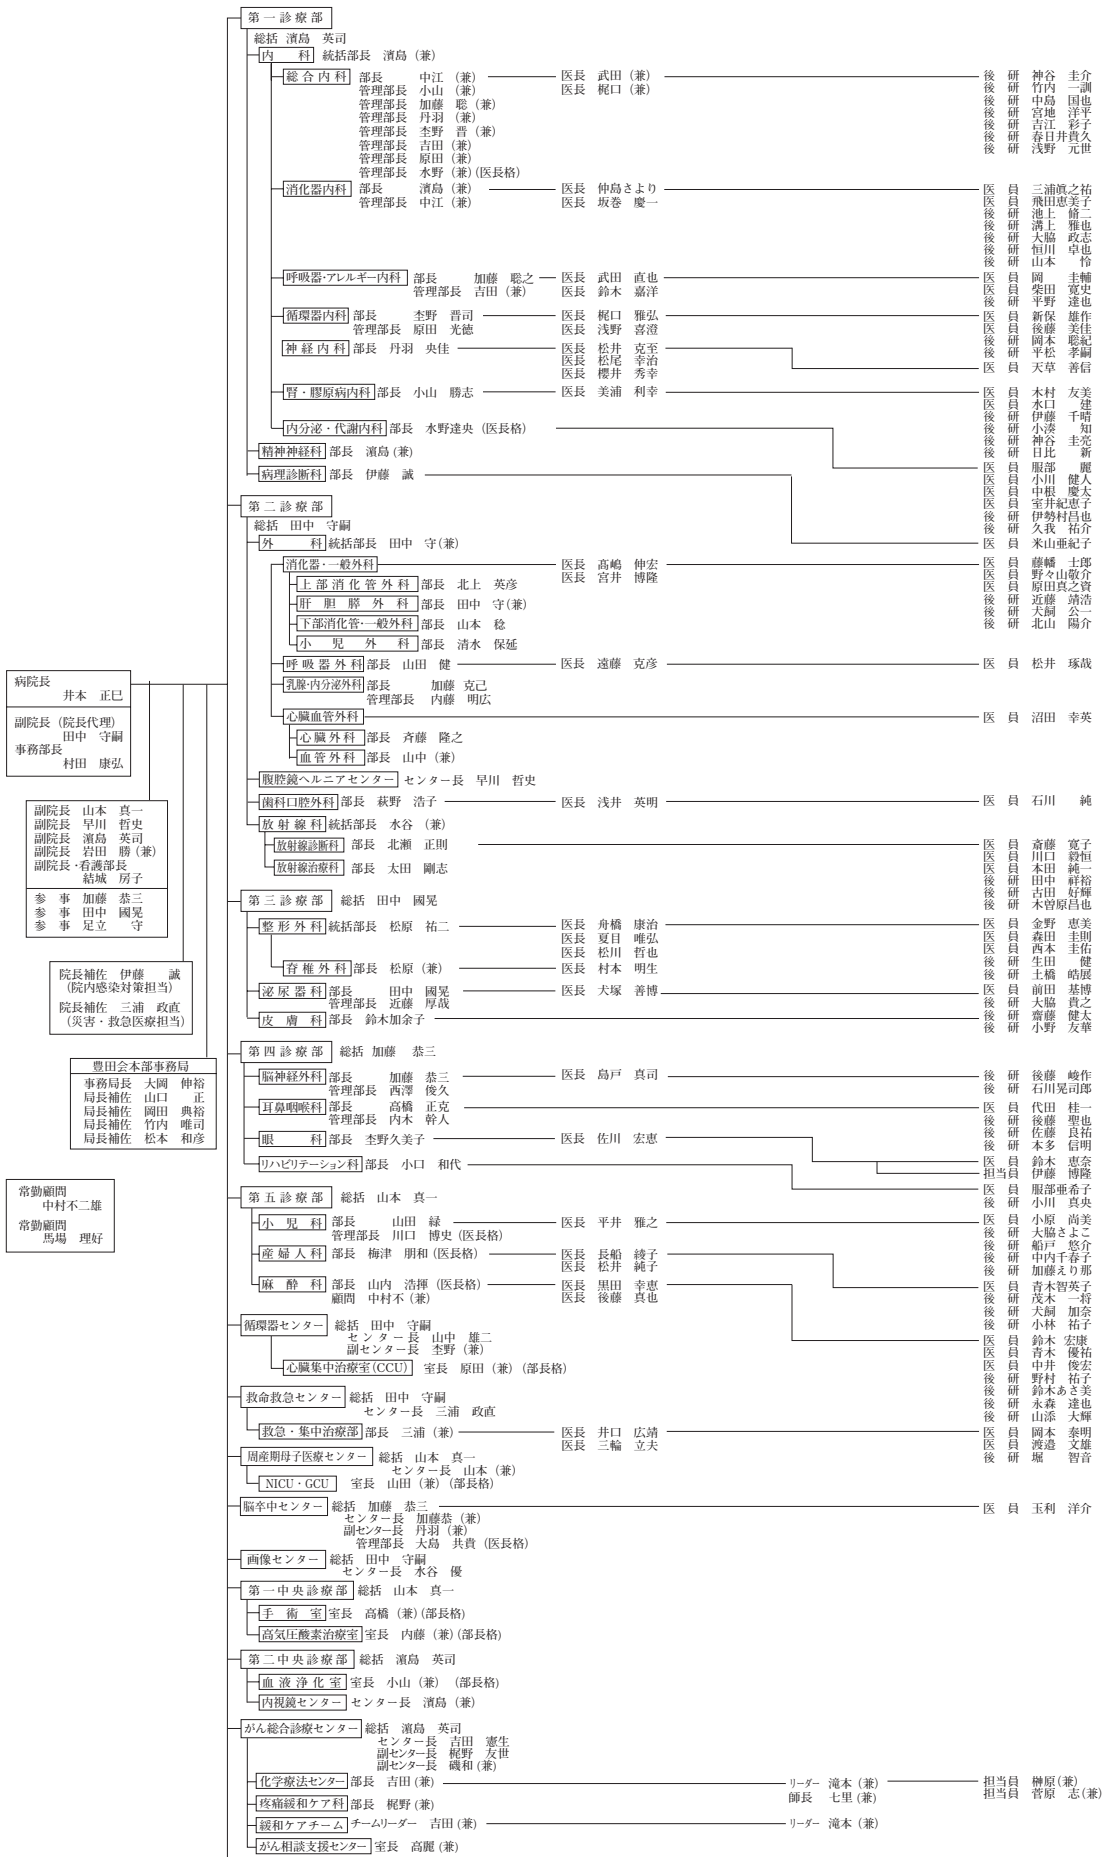 第一診療部
総括 濱島 英司
内 科 統括部長 濱島（兼）
総合内科 部長 中江（兼） 医長 武田（兼） 後 研 神谷 圭介
管理部長 小山（兼） 医長 梶口（兼） 後 研 竹内 一訓
管理部長 加藤 聡（兼） 後 研 中島 国也
管理部長 丹羽（兼） 後 研 宮地 洋平
管理部長 杢野 晋（兼） 後 研 吉江 彩子
管理部長 吉田（兼） 後 研 春日井貴久
管理部長 原田（兼） 後 研 浅野 元世
管理部長 水野（兼）(医長格)
消化器内科 部長 濱島（兼） 医長 仲島さより 医 員 三浦眞之祐
管理部長 中江（兼） 医長 坂巻 慶一 医 員 飛田恵美子
後 研 池上 脩二
後 研 溝上 雅也
後 研 大脇 政志
後 研 恒川 卓也
後 研 山本 怜
呼吸器・アレルギー内科 部長 加藤 聡之 医長 武田 直也 医 員 岡 圭輔
管理部長 吉田（兼） 医長 鈴木 嘉洋 医 員 柴田 寛史
後 研 平野 達也
循環器内科 部長 杢野 晋司 医長 梶口 雅弘 医 員 新保 雄作
管理部長 原田 光徳 医長 浅野 喜澄 医 員 後藤 美佳
後 研 岡本 聡紀
後 研 平松 孝嗣
神経内科 部長 丹羽 央佳 医長 松井 克至 医 員 天草 善信
医長 松尾 幸治
医長 櫻井 秀幸
腎・膠原病内科 部長 小山 勝志 医長 美浦 利幸 医 員 木村 友美
医 員 水口 建
後 研 伊藤 千晴
後 研 小湊 知
後 研 神谷 圭亮
後 研 日比 新
内分泌・代謝内科 部長 水野達央（医長格） 医 員 服部 麗
医 員 小川 健人
医 員 中根 慶太
医 員 室井紀恵子
後 研 伊勢村昌也
後 研 久我 祐介
精神神経科 部長 濱島（兼）
病理診断科 部長 伊藤 誠 医 員 米山亜紀子
第二診療部
総括 田中 守嗣
外 科 統括部長 田中 守（兼）
消化器・一般外科 医長 髙嶋 伸宏 医 員 藤幡 士郎
医長 宮井 博隆 医 員 野々山敬介
医 員 原田真之資
後 研 近藤 靖浩
後 研 犬飼 公一
後 研 北山 陽介
上部消化管外科 部長 北上 英彦
肝胆膵外科 部長 田中 守（兼）
下部消化管・一般外科 部長 山本 稔
小児外科 部長 清水 保延
呼吸器外科 部長 山田 健 医長 遠藤 克彦 医 員 松井 琢哉
乳腺・内分泌外科 部長 加藤 克己
管理部長 内藤 明広
心臓血管外科 医 員 沼田 幸英
心臓外科 部長 斉藤 隆之
血管外科 部長 山中（兼）
腹腔鏡ヘルニアセンター センター長 早川 哲史
歯科口腔外科 部長 萩野 浩子 医長 浅井 英明 医 員 石川 純
放射線科 統括部長 水谷 （兼）
放射線診断科 部長 北瀬 正則 医 員 斎藤 寛子
医 員 川口 毅恒
医 員 本田 純一
後 研 田中 祥裕
後 研 古田 好輝
後 研 木曽原昌也
放射線治療科 部長 太田 剛志
第三診療部 総括 田中 國晃
整形外科 統括部長 松原 祐二 医長 舟橋 康治 医 員 金野 恵美
医長 夏目 唯弘 医 員 森田 圭則
医長 松川 哲也 医 員 西本 圭佑
後 研 生田 健
脊椎外科 部長 松原（兼） 医長 村本 明生 後 研 土橋 皓展
泌尿器科 部長 田中 國晃 医長 犬塚 善博 医 員 前田 基博
管理部長 近藤 厚哉 後 研 大脇 貴之
皮膚科 部長 鈴木加余子 後 研 齋藤 健太
後 研 小野 友華
第四診療部 総括 加藤 恭三
脳神経外科 部長 加藤 恭三 医長 島戸 真司 後 研 後藤 峻作
管理部長 西澤 俊久 後 研 石川晃司郎
耳鼻咽喉科 部長 高橋 正克 医 員 代田 桂一
管理部長 内木 幹人 後 研 後藤 聖也
後 研 佐藤 良祐
後 研 本多 信明
眼 科 部長 杢野久美子 医長 佐川 宏恵 医 員 鈴木 恵奈
担当員 伊藤 博隆
リハビリテーション科 部長 小口 和代 医 員 服部亜希子
後 研 小川 真央
第五診療部 総括 山本 真一
小児科 部長 山田 緑 医長 平井 雅之 医 員 小原 尚美
管理部長 川口 博史（医長格） 後 研 大脇さよこ
後 研 船戸 悠介
後 研 中内千春子
後 研 加藤えり那
産婦人科 部長 梅津 朋和（医長格） 医長 長船 綾子 医 員 青木智英子
医長 松井 純子 後 研 茂木 一将
後 研 犬飼 加奈
後 研 小林 祐子
麻酔科 部長 山内 浩揮（医長格） 医長 黒田 幸恵 医 員 鈴木 宏康
顧問 中村不（兼） 医長 後藤 真也 医 員 青木 優祐
医 員 中井 俊宏
後 研 野村 祐子
後 研 鈴木あさ美
後 研 永森 達也
後 研 山添 大輝
循環器センター 総括 田中 守嗣
センター長 山中 雄二
副センター長 杢野（兼）
心臓集中治療室(CCU) 室長 原田（兼）（部長格）
救命救急センター 総括 田中 守嗣
センター長 三浦 政直
救急・集中治療部 部長 三浦（兼） 医長 井口 広靖 医 員 岡本 泰明
医長 三輪 立夫 医 員 渡邉 文雄
後 研 堀 智音
周産期母子医療センター 総括 山本 真一
センター長 山本（兼）
NICU・GCU 室長 山田（兼）（部長格）
脳卒中センター 総括 加藤 恭三 医 員 玉利 洋介
センター長 加藤恭（兼）
副センター長 丹羽（兼）
管理部長 大島 共貴（医長格）
画像センター 総括 田中 守嗣
センター長 水谷 優
第一中央診療部 総括 山本 真一
手術室 室長 高橋（兼）（部長格）
高気圧酸素治療室 室長 内藤（兼）（部長格）
第二中央診療部 総括 濱島 英司
血液浄化室 室長 小山（兼）（部長格）
内視鏡センター センター長 濱島（兼）
がん総合診療センター 総括 濱島 英司
センター長 吉田 憲生
副センター長 梶野 友世
副センター長 磯和（兼）
化学療法センター 部長 吉田（兼） リーダー 滝本（兼） 担当員 榊原（兼）
師長 七里（兼） 担当員 菅原 志（兼）
疼痛緩和ケア科 部長 梶野（兼）
緩和ケアチーム チームリーダー 吉田（兼） リーダー 滝本（兼）
がん相談支援センター 室長 高麗（兼）
病院長
井本 正巳
副院長（院長代理）
田中 守嗣
事務部長
村田 康弘
副院長 山本 真一
副院長 早川 哲史
副院長 濱島 英司
副院長 岩田 勝（兼）
副院長・看護部長
結城 房子
参 事 加藤 恭三
参 事 田中 國晃
参 事 足立 守
院長補佐 伊藤 誠
（院内感染対策担当）
院長補佐 三浦 政直
（災害・救急医療担当）
豊田会本部事務局
事務局長 大岡 伸裕
局長補佐 山口 正
局長補佐 岡田 典裕
局長補佐 竹内 唯司
局長補佐 松本 和彦
常勤顧問
中村不二雄
常勤顧問
馬場 理好